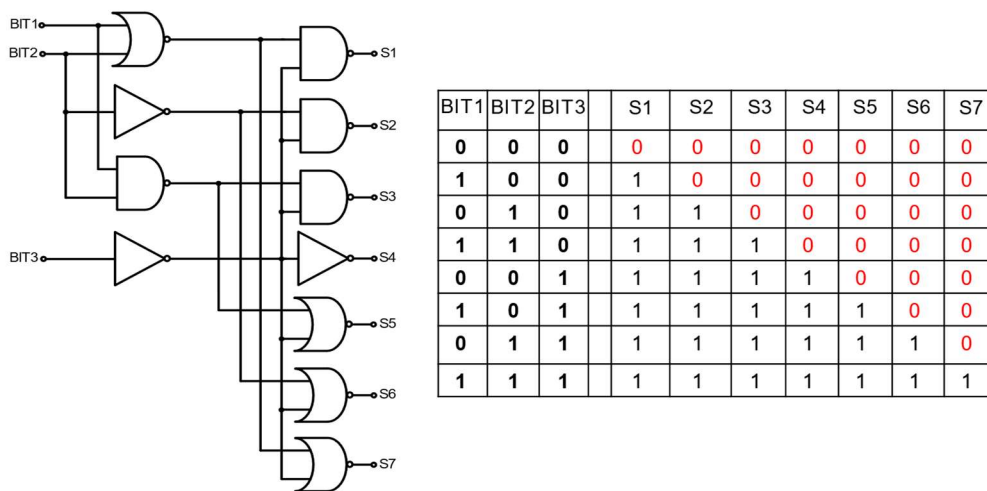 BIT1
BIT2
BIT3
S1
S2
S3
S4
S5
S6
S7
BIT1 BIT2 BIT3 S1 S2 S3 S4 S5 S6 S7
0 0 0 0 0 0 0 0 0 0
1 0 0 1 0 0 0 0 0 0
0 1 0 1 1 0 0 0 0 0
1 1 0 1 1 1 0 0 0 0
0 0 1 1 1 1 1 0 0 0
1 0 1 1 1 1 1 1 0 0
0 1 1 1 1 1 1 1 1 0
1 1 1 1 1 1 1 1 1 1